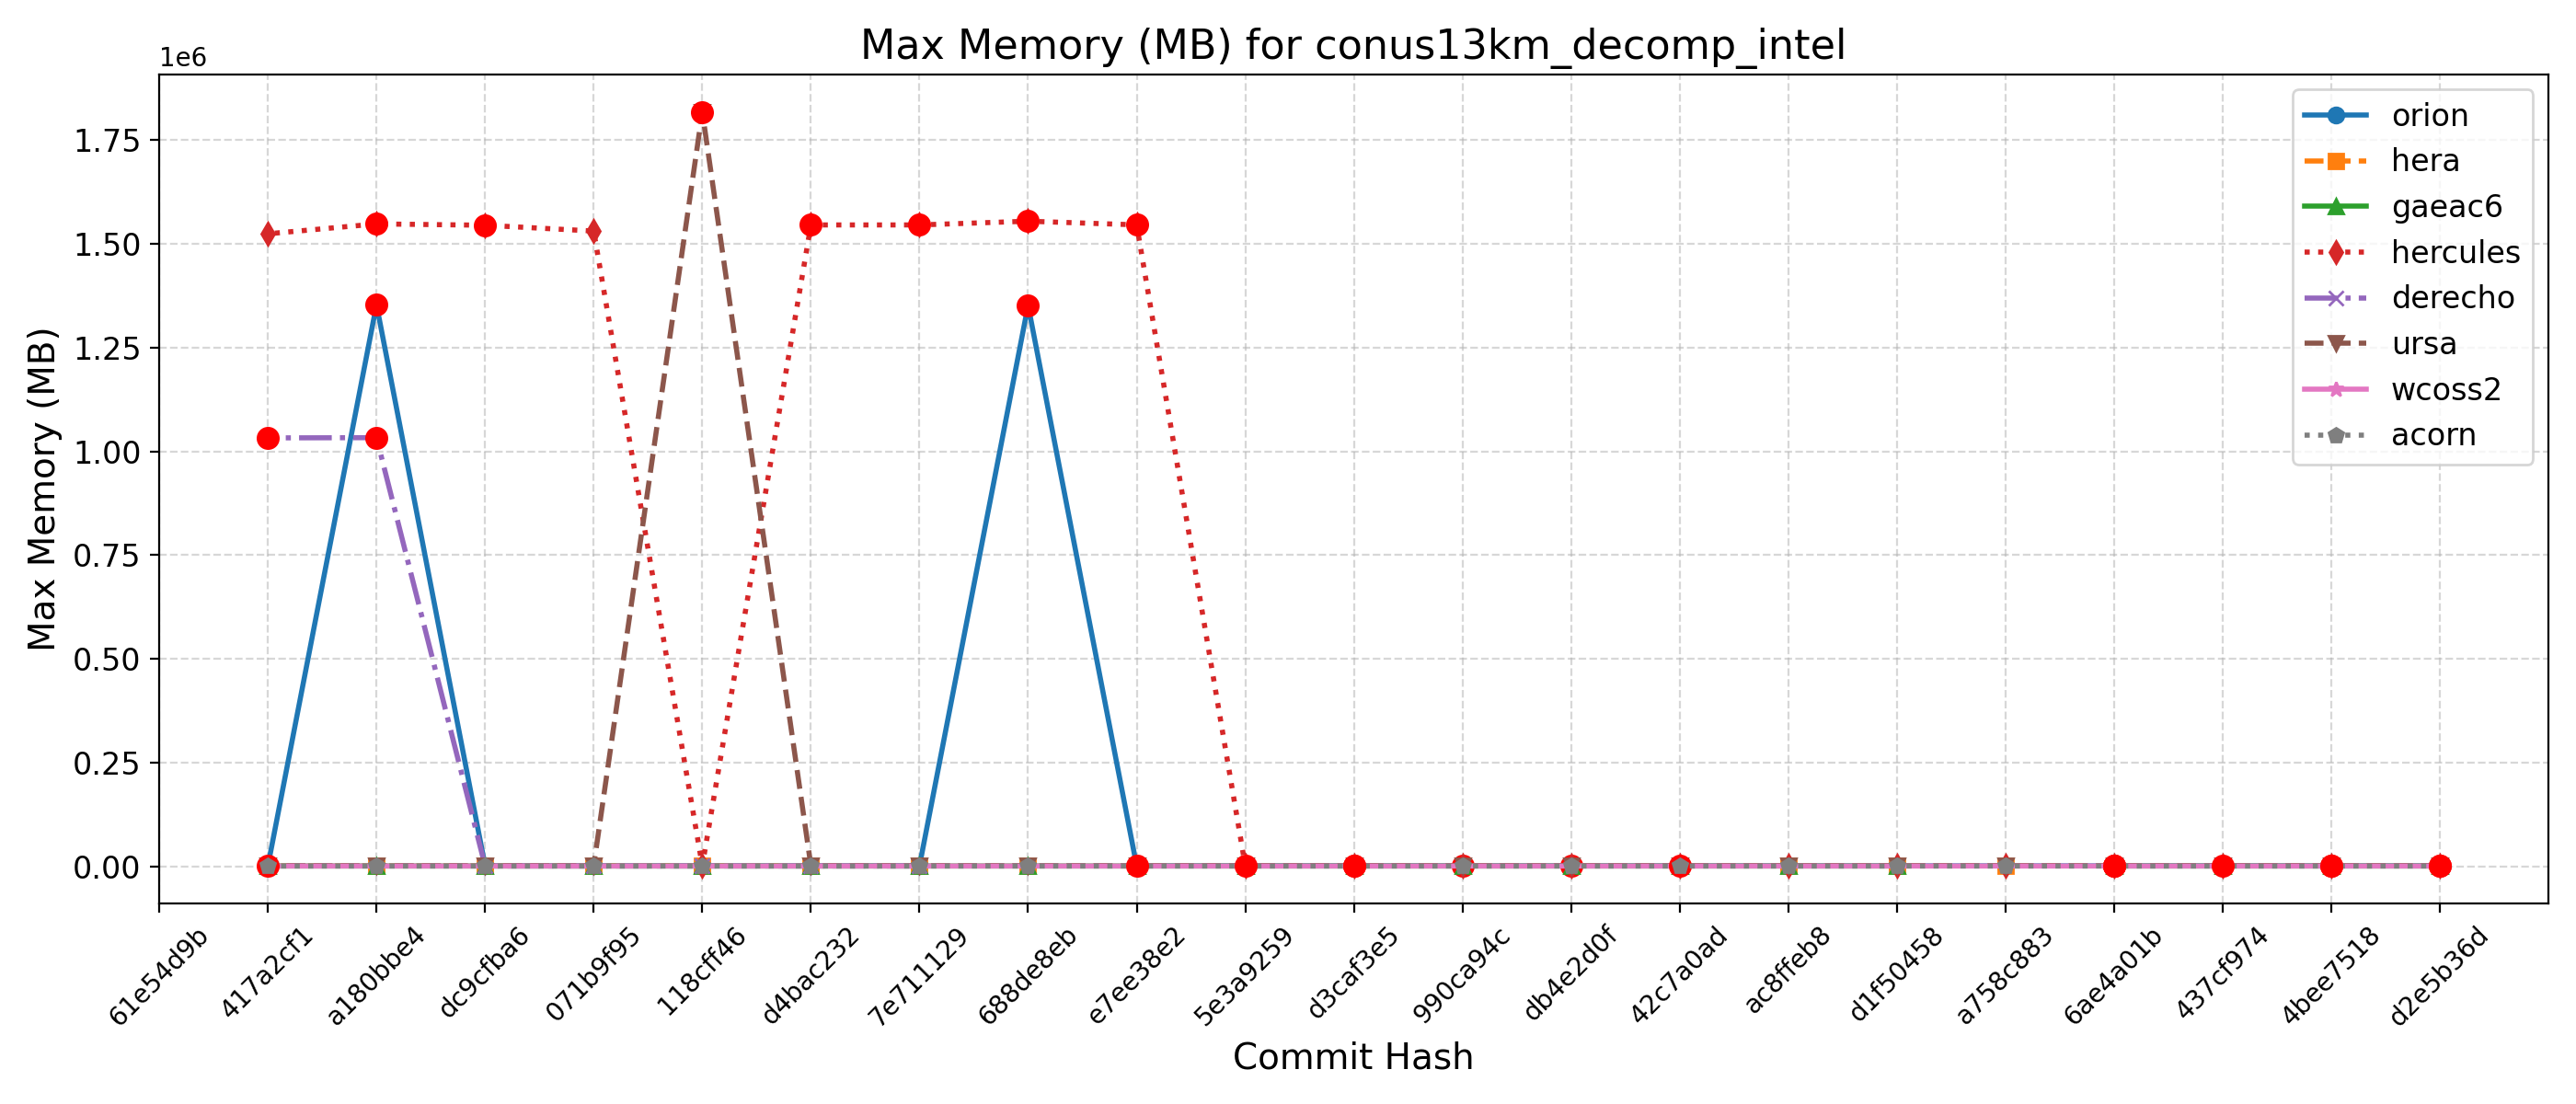 Max Memory (MB) for conus13km_decomp_intel
1e6
1.75
1.50
1.25
1.00
0.75
0.50
0.25
0.00
Max Memory (MB)
orion
hera
gaeac6
hercules
derecho
ursa
wcoss2
acorn
61e54d9b
417a2cf1
a180bbe4
dc9cfba6
071b9f95
118cff46
d4bac232
7e711129
688de8eb
e7ee38e2
5e3a9259
d3caf3e5
990ca94c
db4e2d0f
42c7a0ad
ac8ffeb8
d1f50458
a758c883
6ae4a01b
437cf974
4bee7518
d2e5b36d
Commit Hash